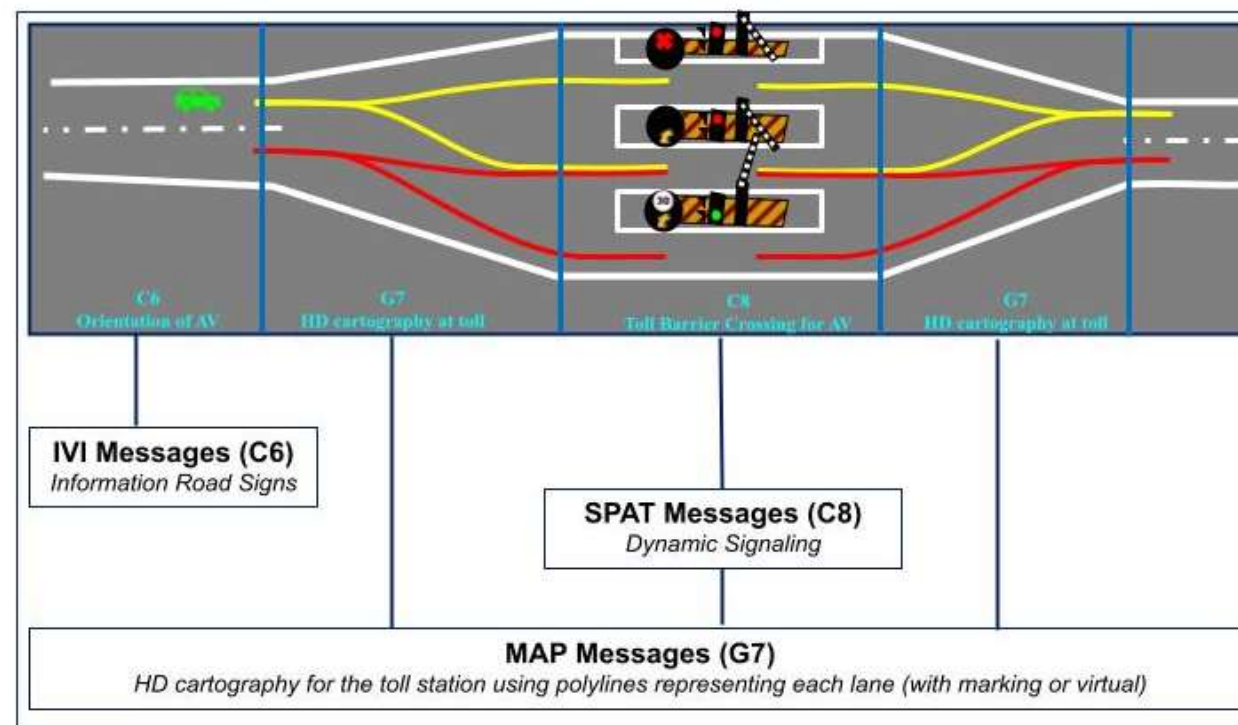 30
C6
Orientation of AV
G7
HD cartography at toll
C8
Toll Barrier Crossing for AV
G7
HD cartography at toll
IVI Messages (C6)
Information Road Signs
SPAT Messages (C8)
Dynamic Signaling
MAP Messages (G7)
HD cartography for the toll station using polylines representing each lane (with marking or virtual)